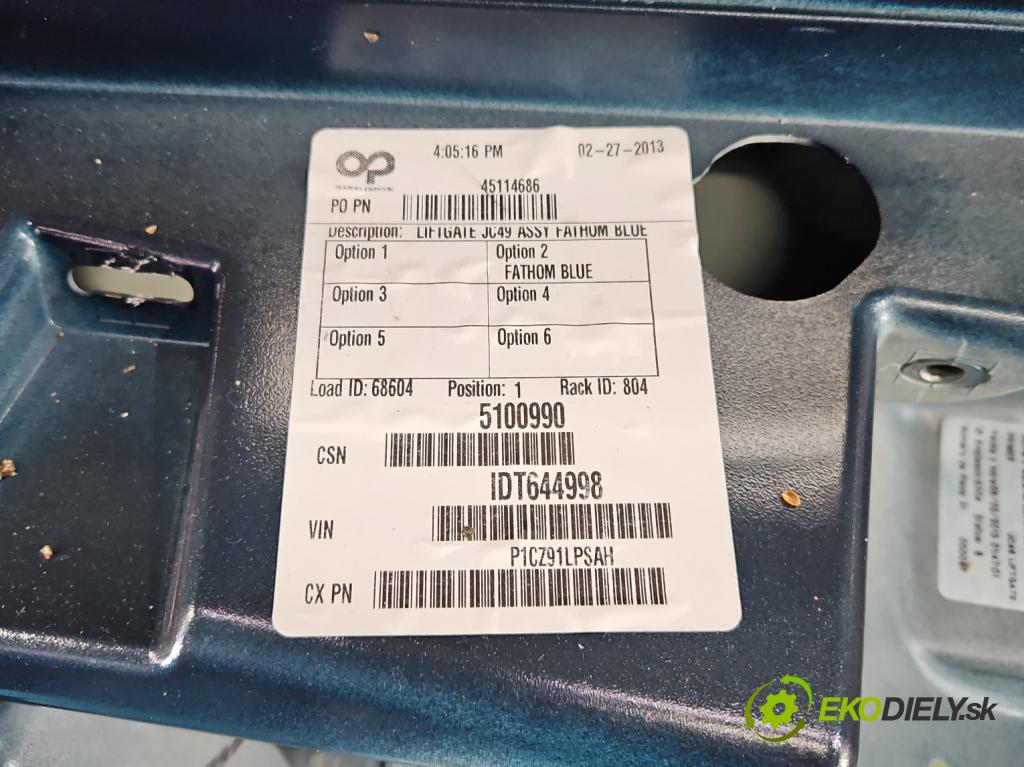 op
4:05:16 PM 02-27-2013
45114686
PO PN
Description: LIFTGATE JC49 ASSY FATHOM BLUE
Option 1 Option 2
FATHOM BLUE
Option 3 Option 4
Option 5 Option 6
Load ID: 68604 Position: 1 Rack ID: 804
5100990
CSN
IDT644998
VIN
P1CZ91LPSAH
CX PN
EKODIELY.sk